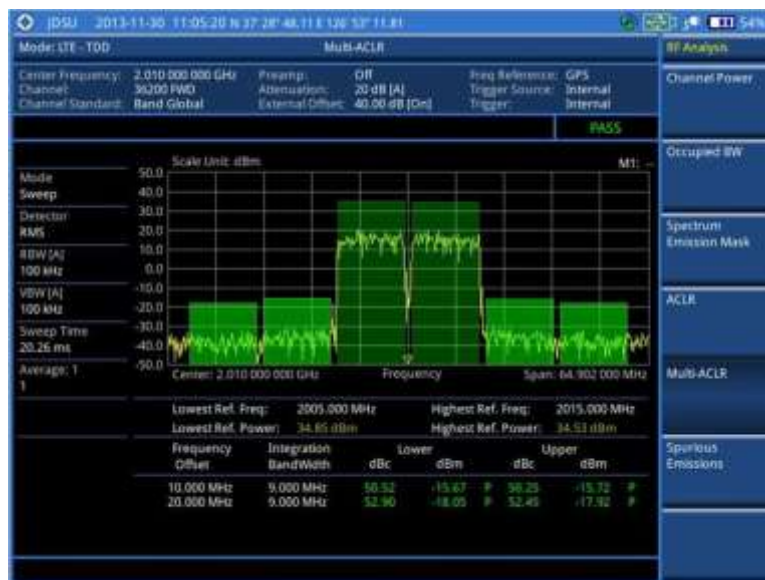 JDSU 2013-11-30 11:05:20 N 37° 28" 48.11 E 126° 53" 11.81 54%
Mode: LTE - TDD Multi-ACLR RF Analysis
Center Frequency: 2.010 000 000 GHz Preamp: Off Freq Reference: GPS
Channel: 36200 FWD Attenuation: 20 dB [A] Trigger Source: Internal
Channel Standard: Band Global External Offset: 40.00 dB [On] Trigger: Internal
Channel Power
PASS
Occupied BW
Scale Unit: dBm M1: --
Mode
Sweep
Detector
RMS
RBW [A]
100 kHz
VBW [A]
100 kHz
Sweep Time
20.26 ms
Average: 1
1
50.0
40.0
30.0
20.0
10.0
0.0
-10.0
-20.0
-30.0
-40.0
-50.0
Center: 2.010 000 000 GHz Frequency Span: 64.902 000 MHz
Spectrum
Emission Mask
ACLR
Multi-ACLR
Spurious
Emissions
Lowest Ref. Freq: 2005.000 MHz Highest Ref. Freq: 2015.000 MHz
Lowest Ref. Power: 34.85 dBm Highest Ref. Power: 34.53 dBm
Frequency Integration Lower Upper
Offset BandWidth dBc dBm dBc dBm
10.000 MHz 9.000 MHz 50.52 -15.67 P 50.25 -15.72 P
20.000 MHz 9.000 MHz 52.90 -18.05 P 52.45 -17.92 P